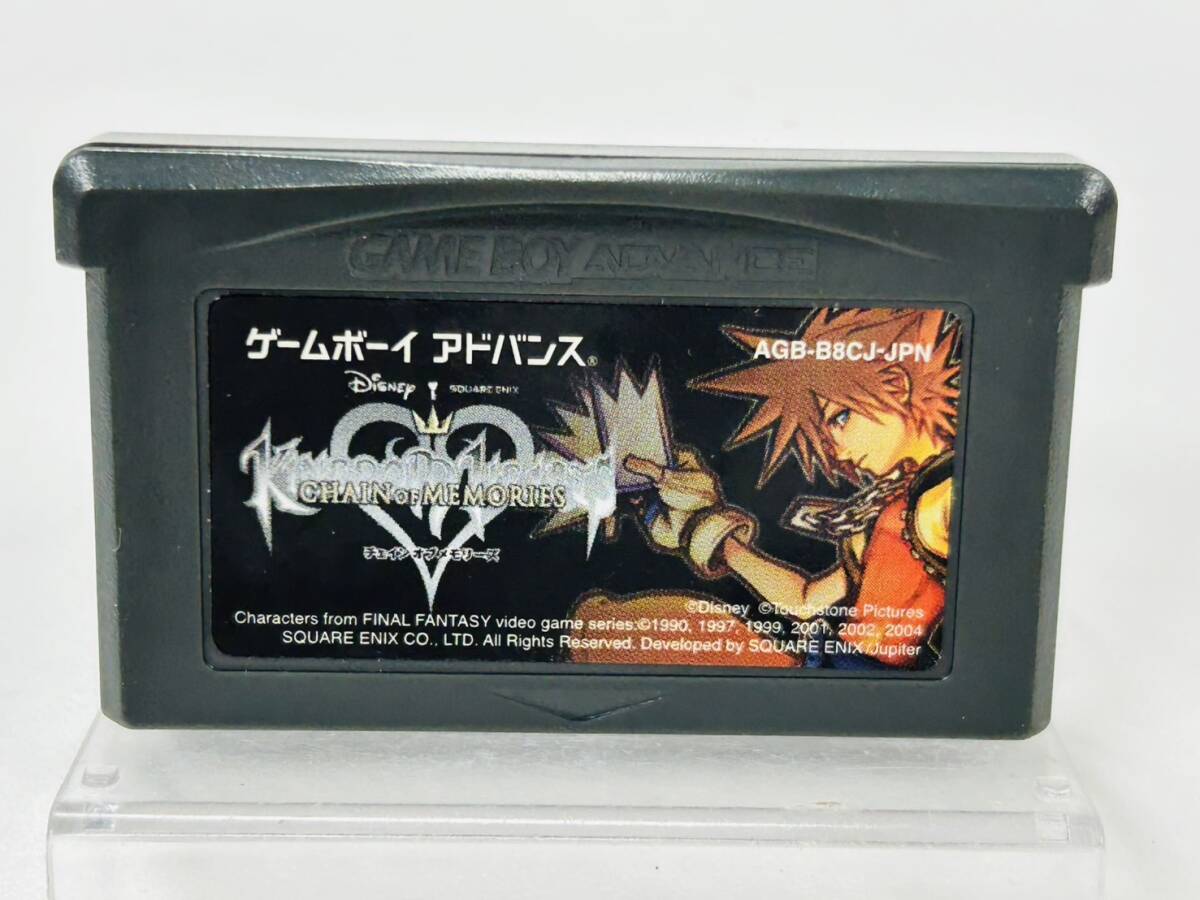 GAME BOY ADVANCE
ゲームボーイ アドバンス®
AGB-B8CJ-JPN
Disney SQUARE ENIX
KINGDOM HEARTS
CHAIN OF MEMORIES
チェイン オブ メモリーズ
©Disney ©Touchstone Pictures
Characters from FINAL FANTASY video game series:©1990, 1997, 1999, 2001, 2002, 2004
SQUARE ENIX CO., LTD. All Rights Reserved. Developed by SQUARE ENIX/Jupiter